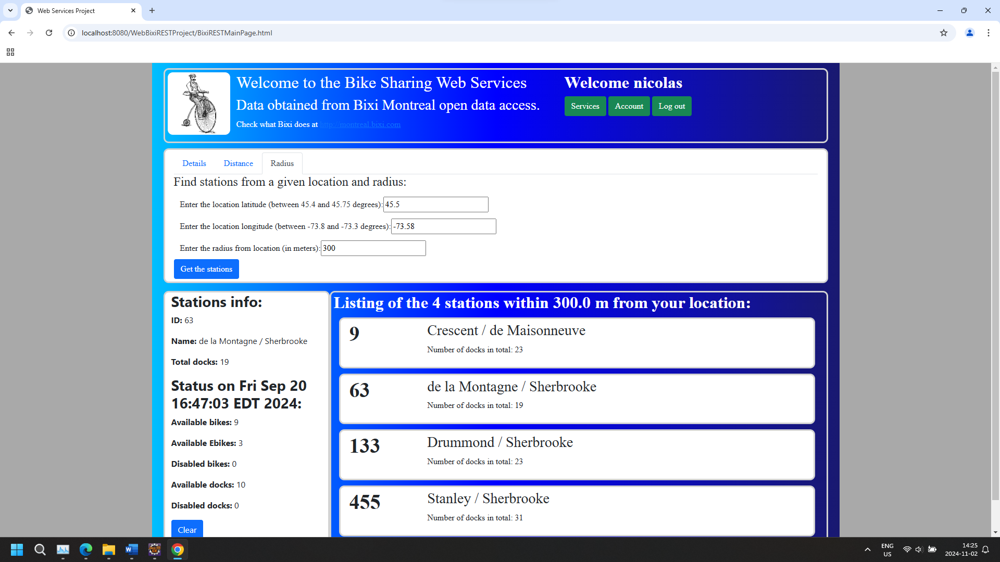 Web Services Project
localhost:8080/WebBixiRESTProject/BixiRESTMainPage.html
Welcome to the Bike Sharing Web Services
Data obtained from Bixi Montreal open data access.
Check what Bixi does at http://montreal.bixi.com
Welcome nicolas
Services Account Log out
Details Distance Radius
Find stations from a given location and radius:
Enter the location latitude (between 45.4 and 45.75 degrees): 45.5
Enter the location longitude (between -73.8 and -73.3 degrees): -73.58
Enter the radius from location (in meters): 300
Get the stations
Stations info:
ID: 63
Name: de la Montagne / Sherbrooke
Total docks: 19
Status on Fri Sep 20
16:47:03 EDT 2024:
Available bikes: 9
Available Ebikes: 3
Disabled bikes: 0
Available docks: 10
Disabled docks: 0
Clear
Listing of the 4 stations within 300.0 m from your location:
9 Crescent / de Maisonneuve
Number of docks in total: 23
63 de la Montagne / Sherbrooke
Number of docks in total: 19
133 Drummond / Sherbrooke
Number of docks in total: 23
455 Stanley / Sherbrooke
Number of docks in total: 31
ENG
US
14:25
2024-11-02